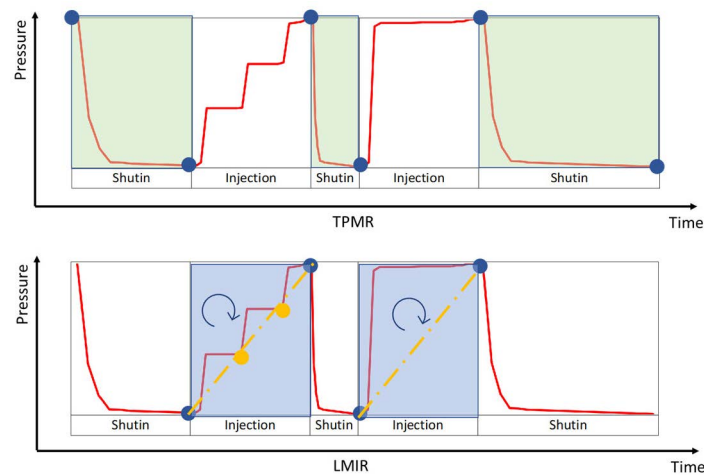 Pressure
Shutin
Injection
Shutin
Injection
Shutin
TPMR
Time
Pressure
Shutin
Injection
Shutin
Injection
Shutin
LMIR
Time